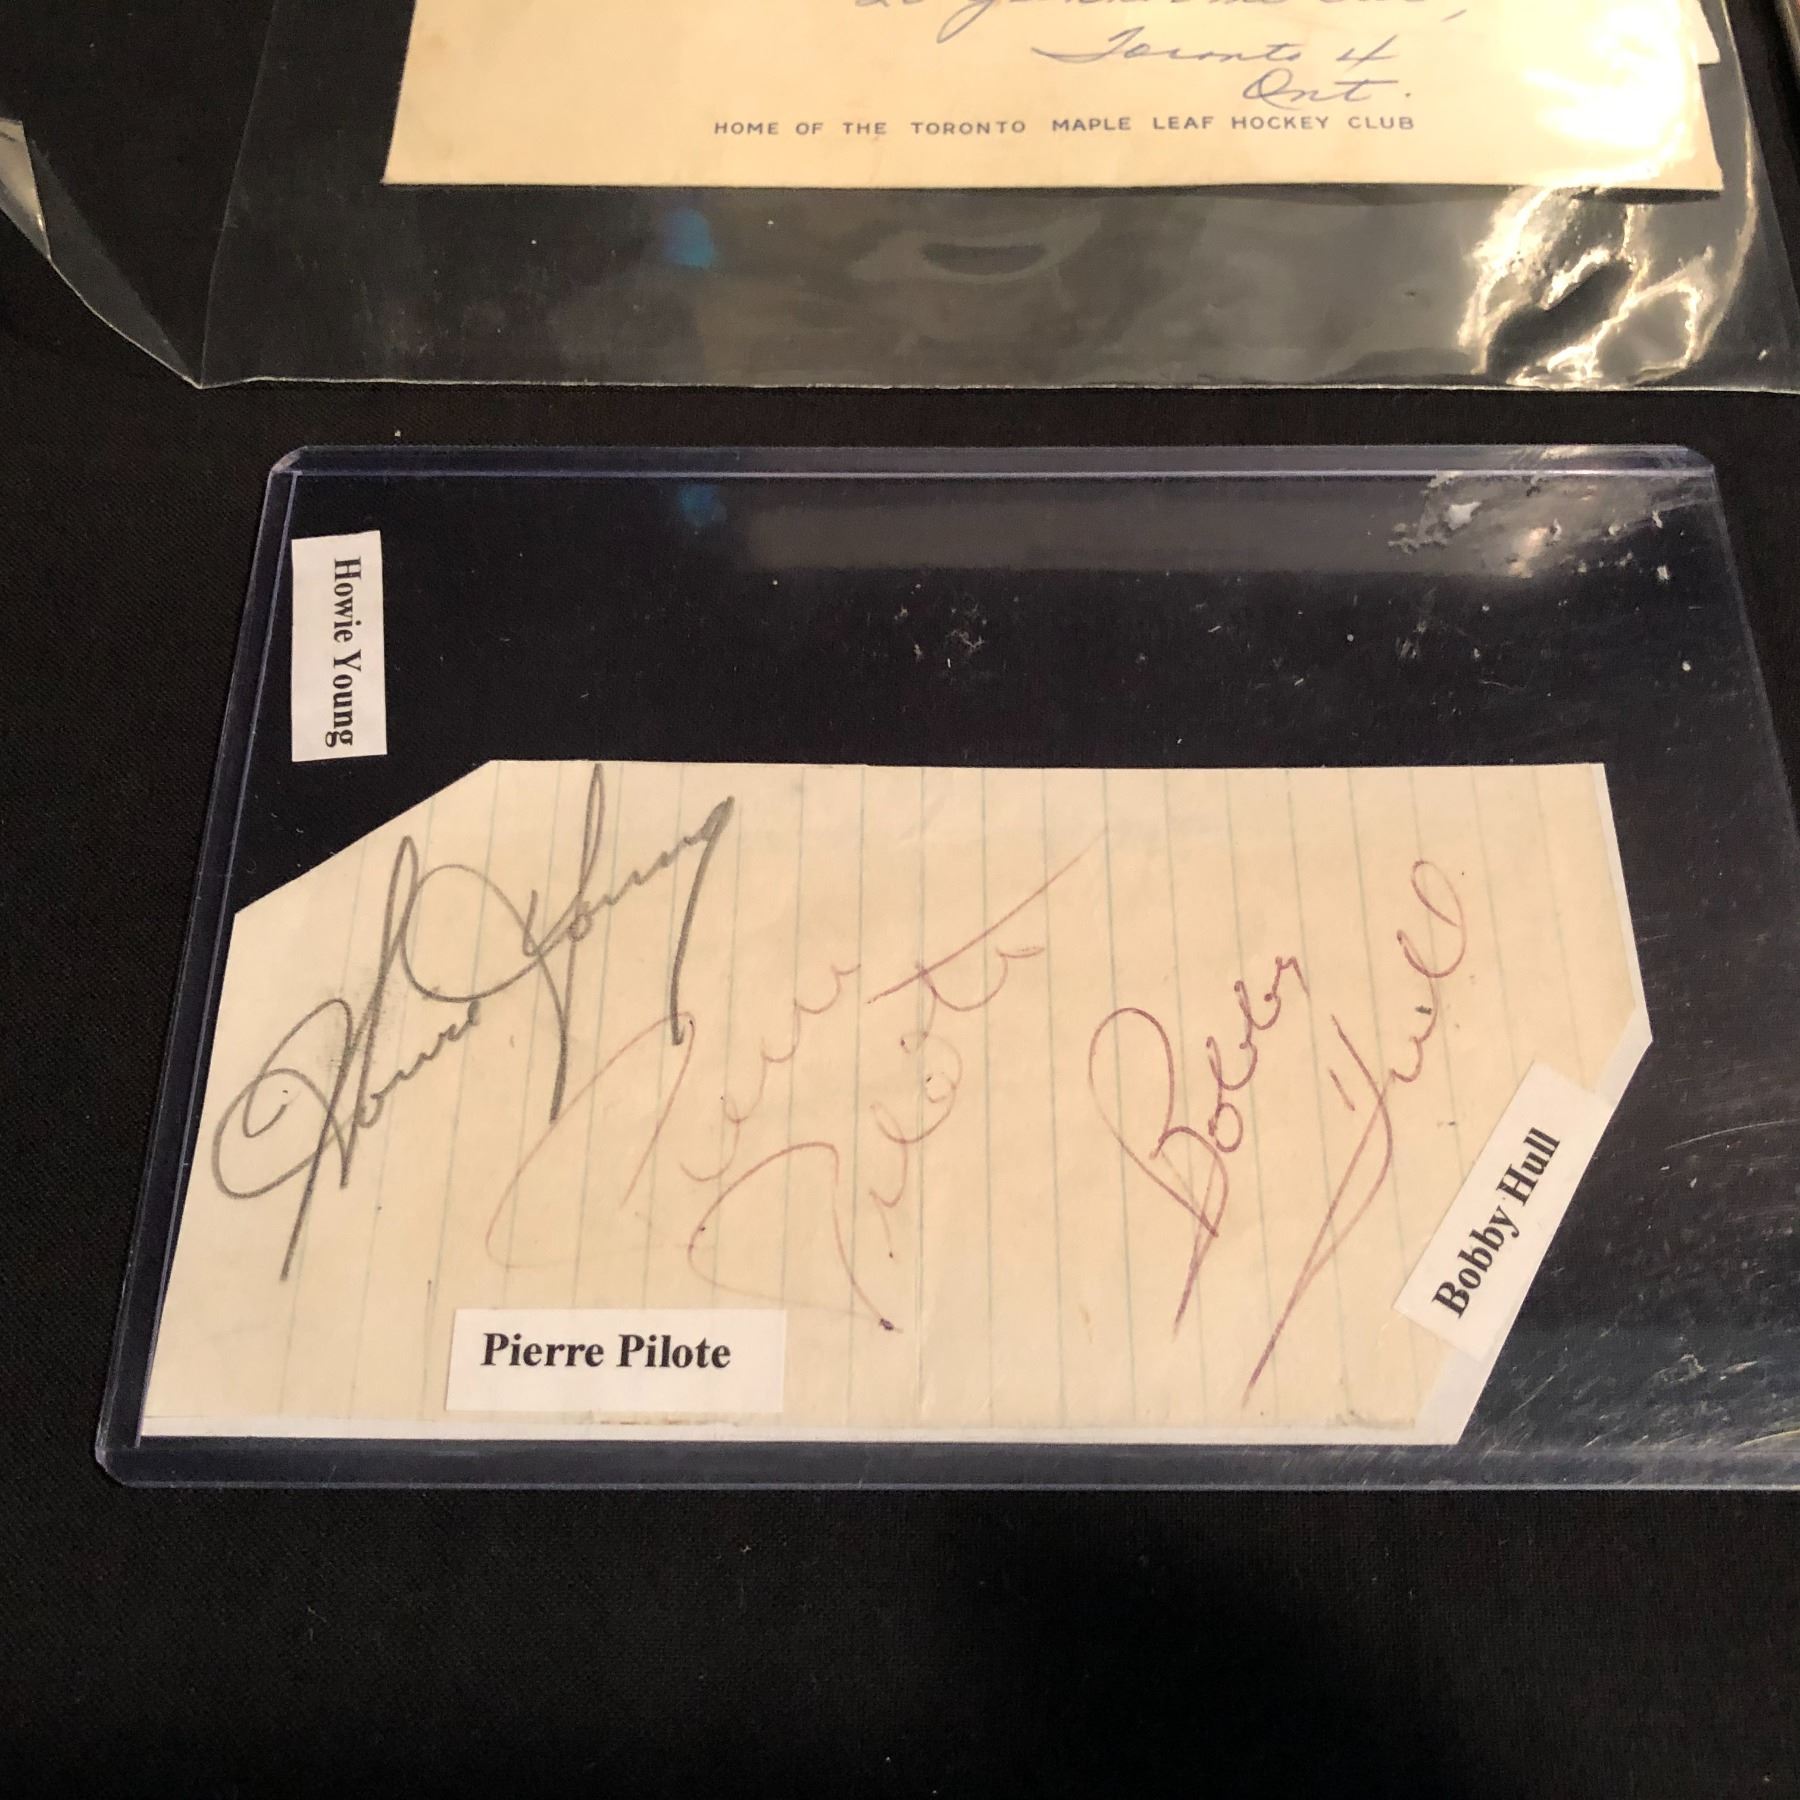 Toronto 4
Ont.
HOME OF THE TORONTO MAPLE LEAF HOCKEY CLUB
Howie Young
Howie Young
Pierre
Pilote
Bobby
Hull
Pierre Pilote
Bobby Hull